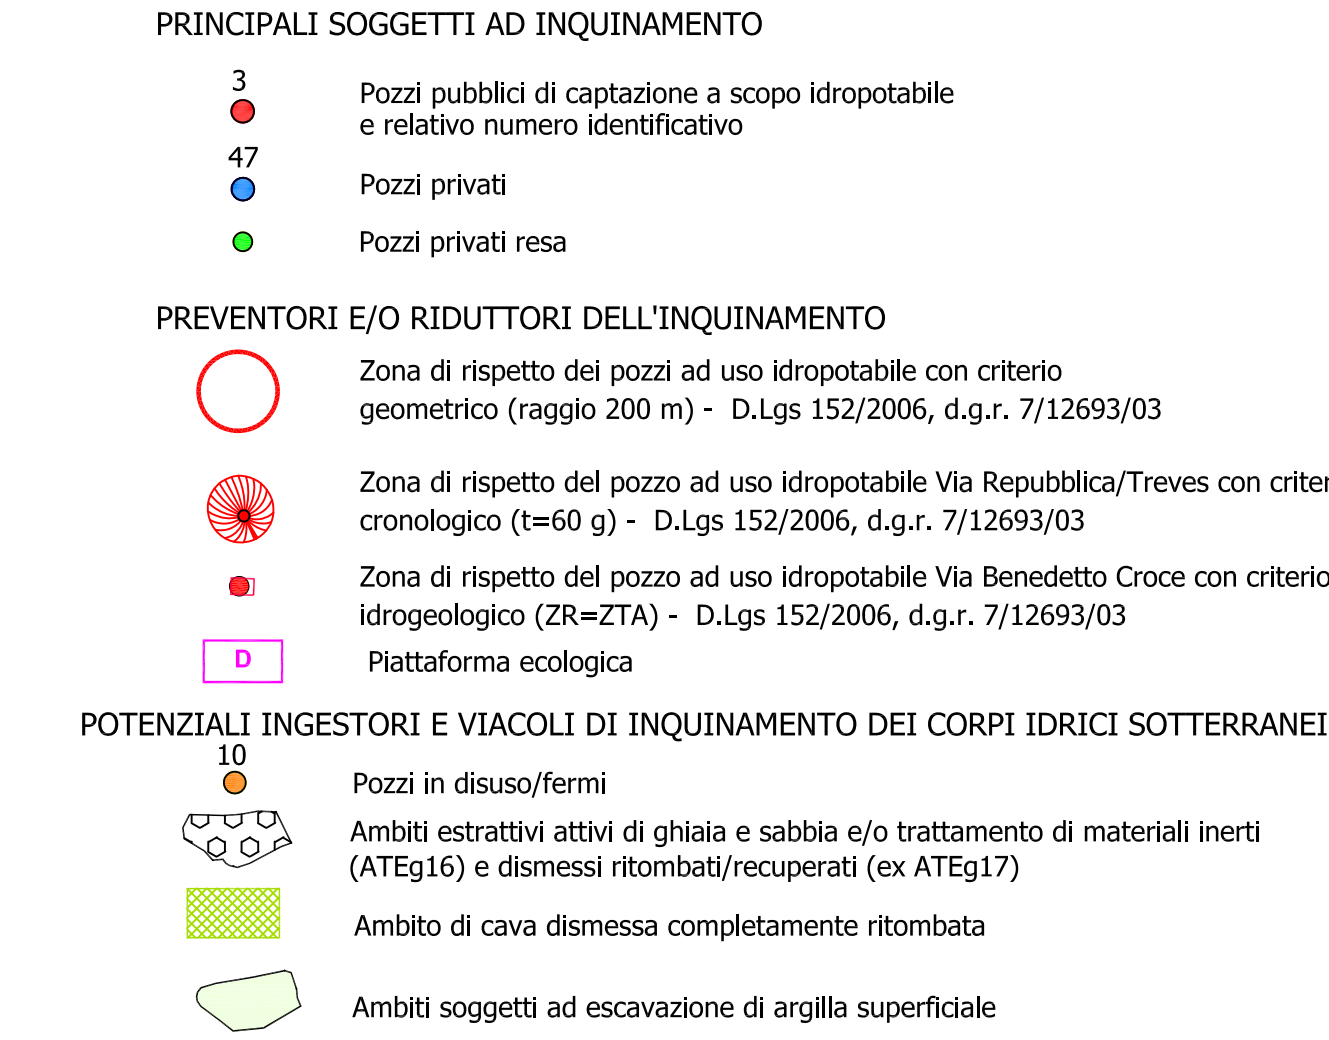 PRINCIPALI SOGGETTI AD INQUINAMENTO
3
Pozzi pubblici di captazione a scopo idropotabile
e relativo numero identificativo
47
Pozzi privati
Pozzi privati resa
PREVENTORI E/O RIDUTTORI DELL'INQUINAMENTO
Zona di rispetto dei pozzi ad uso idropotabile con criterio
geometrico (raggio 200 m) - D.Lgs 152/2006, d.g.r. 7/12693/03
Zona di rispetto del pozzo ad uso idropotabile Via Repubblica/Treves con criter
cronologico (t=60 g) - D.Lgs 152/2006, d.g.r. 7/12693/03
Zona di rispetto del pozzo ad uso idropotabile Via Benedetto Croce con criterio
idrogeologico (ZR=ZTA) - D.Lgs 152/2006, d.g.r. 7/12693/03
D
Piattaforma ecologica
POTENZIALI INGESTORI E VIACOLI DI INQUINAMENTO DEI CORPI IDRICI SOTTERRANEI
10
Pozzi in disuso/fermi
Ambiti estrattivi attivi di ghiaia e sabbia e/o trattamento di materiali inerti
(ATEg16) e dismessi ritombati/recuperati (ex ATEg17)
Ambito di cava dismessa completamente ritombata
Ambiti soggetti ad escavazione di argilla superficiale